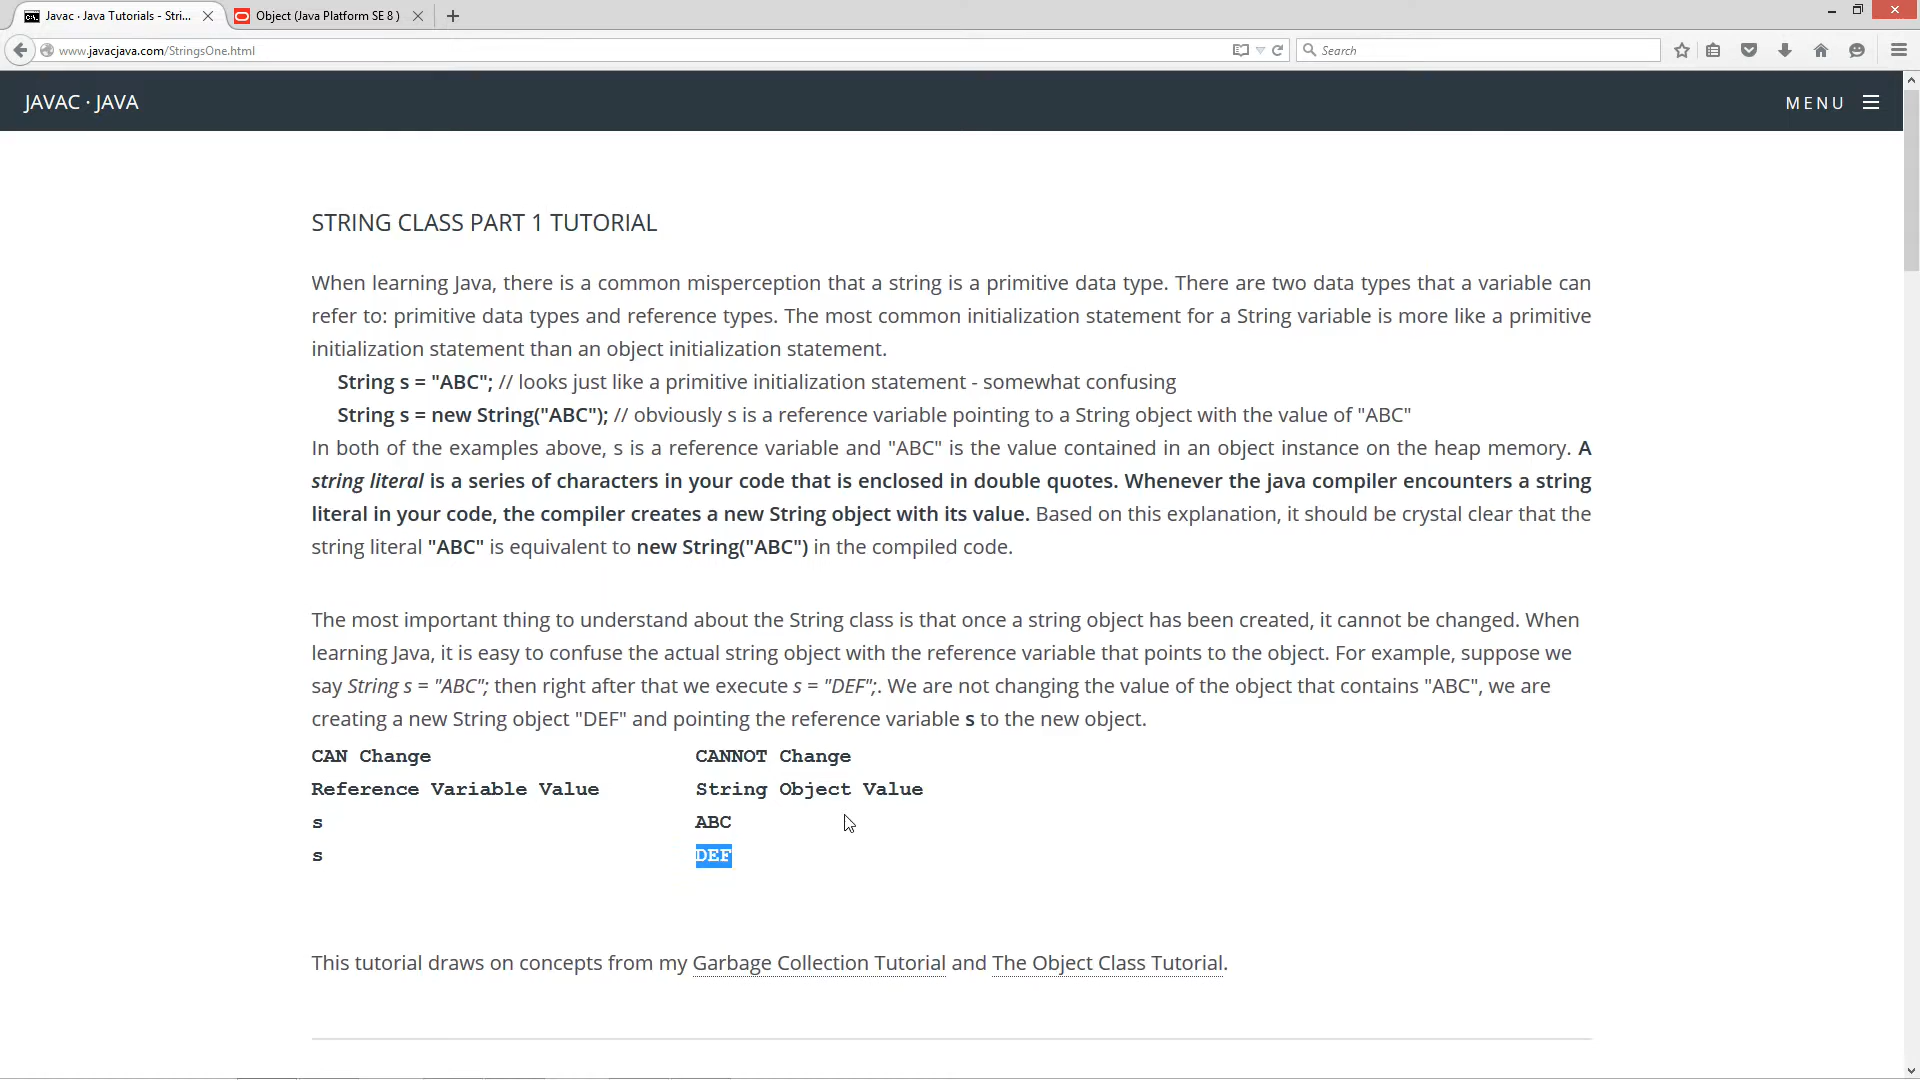 Javac · Java Tutorials - Stri...
Object (Java Platform SE 8 )
www.javacjava.com/StringsOne.html
Search
JAVAC · JAVA
MENU
STRING CLASS PART 1 TUTORIAL
When learning Java, there is a common misperception that a string is a primitive data type. There are two data types that a variable can
refer to: primitive data types and reference types. The most common initialization statement for a String variable is more like a primitive
initialization statement than an object initialization statement.
String s = "ABC"; // looks just like a primitive initialization statement - somewhat confusing
String s = new String("ABC"); // obviously s is a reference variable pointing to a String object with the value of "ABC"
In both of the examples above, s is a reference variable and "ABC" is the value contained in an object instance on the heap memory. A
string literal is a series of characters in your code that is enclosed in double quotes. Whenever the java compiler encounters a string
literal in your code, the compiler creates a new String object with its value. Based on this explanation, it should be crystal clear that the
string literal "ABC" is equivalent to new String("ABC") in the compiled code.
The most important thing to understand about the String class is that once a string object has been created, it cannot be changed. When
learning Java, it is easy to confuse the actual string object with the reference variable that points to the object. For example, suppose we
say String s = "ABC"; then right after that we execute s = "DEF";. We are not changing the value of the object that contains "ABC", we are
creating a new String object "DEF" and pointing the reference variable s to the new object.
CAN Change CANNOT Change
Reference Variable Value String Object Value
s ABC
s DEF
This tutorial draws on concepts from my Garbage Collection Tutorial and The Object Class Tutorial.